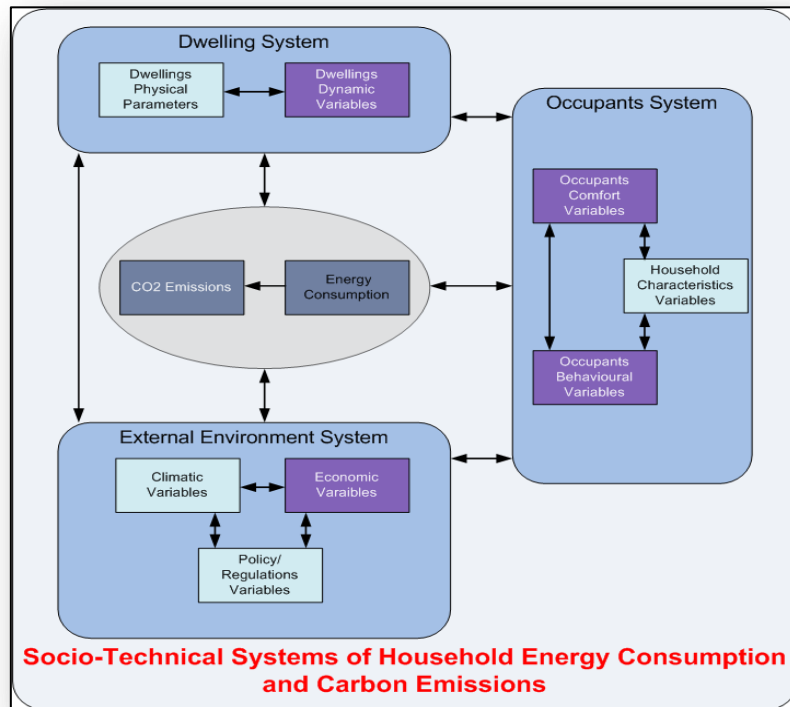 Dwelling System
Dwellings
Physical
Parameters
Dwellings
Dynamic
Variables
Occupants System
Occupants
Comfort
Variables
Household
Characteristics
Variables
Occupants
Behavioural
Variables
CO2 Emissions
Energy
Consumption
External Environment System
Climatic
Variables
Economic
Varaibles
Policy/
Regulations
Variables
Socio-Technical Systems of Household Energy Consumption
and Carbon Emissions